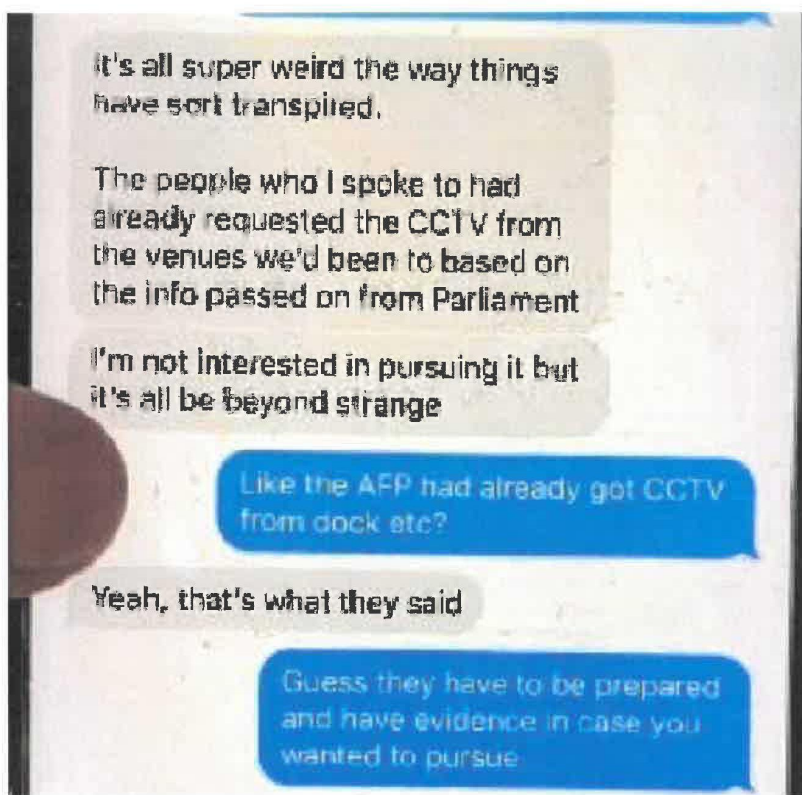 it's all super weird the way things
have sort transpired.
The people who I spoke to had
already requested the CCTV from
the venues we'd been to based on
the info passed on from Parliament
I'm not interested in pursuing it but
it's all be beyond strange
Like the AFP had already got CCTV
from dock etc?
Yeah, that's what they said
Guess they have to be prepared
and have evidence in case you
wanted to pursue